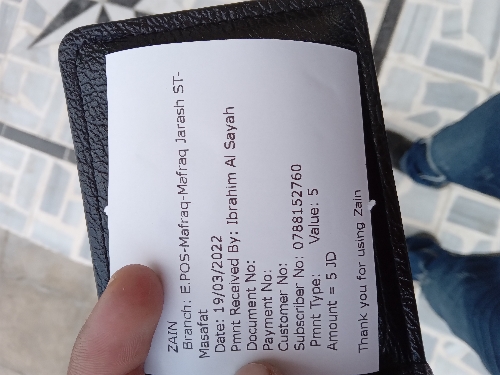 ZAIN
Branch: E.POS-Mafraq-Mafraq Jarash ST-
Masafat
Date: 19/03/2022
Pmnt Received By: Ibrahim Al Sayah
Document No:
Payment No:
Customer No:
Subscriber No: 0788152760
Pmnt Type: Value: 5
Amount = 5 JD
Thank you for using Zain